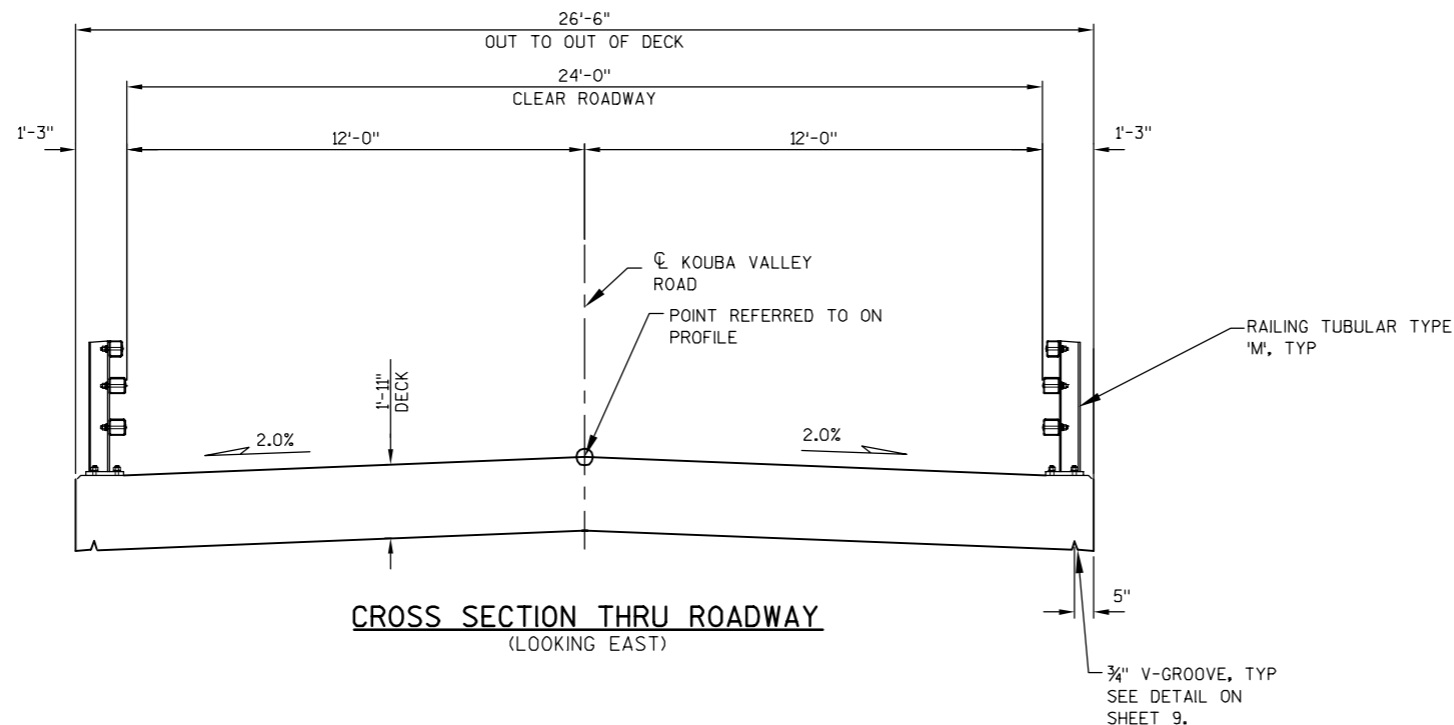 26'-6"
OUT TO OUT OF DECK
24'-0"
CLEAR ROADWAY
1'-3"
12'-0"
12'-0"
1'-3"
℄ KOUBA VALLEY
ROAD
POINT REFERRED TO ON
PROFILE
RAILING TUBULAR TYPE
'M', TYP
1'-11"
DECK
2.0%
2.0%
5"
CROSS SECTION THRU ROADWAY
(LOOKING EAST)
¾" V-GROOVE, TYP
SEE DETAIL ON
SHEET 9.